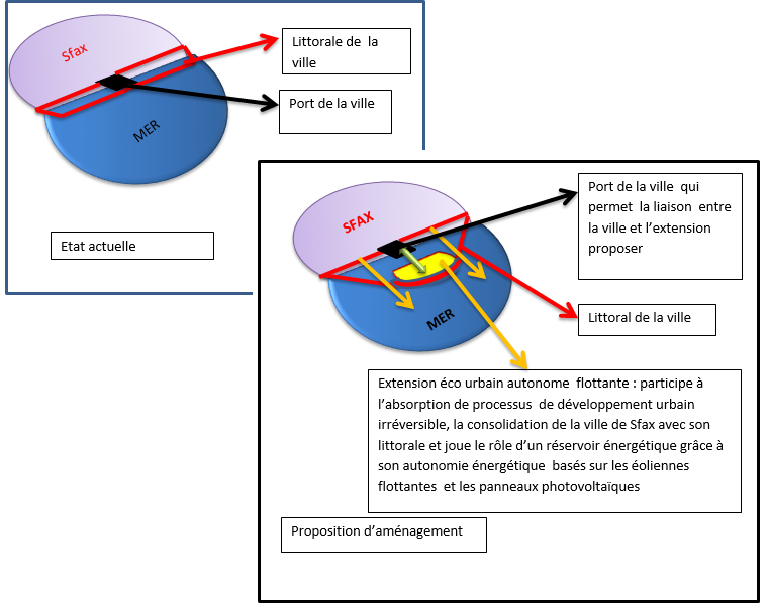 Sfax
Littorale de la
ville
Port de la ville
MER
Etat actuelle
SFAX
Port de la ville qui
permet la liaison entre
la ville et l'extension
proposer
Littoral de la ville
MER
Extension éco urbain autonome flottante : participe à
l'absorption de processus de développement urbain
irréversible, la consolidation de la ville de Sfax avec son
littorale et joue le rôle d'un réservoir énergétique grâce à
son autonomie énergétique basés sur les éoliennes
flottantes et les panneaux photovoltaïques
Proposition d'aménagement